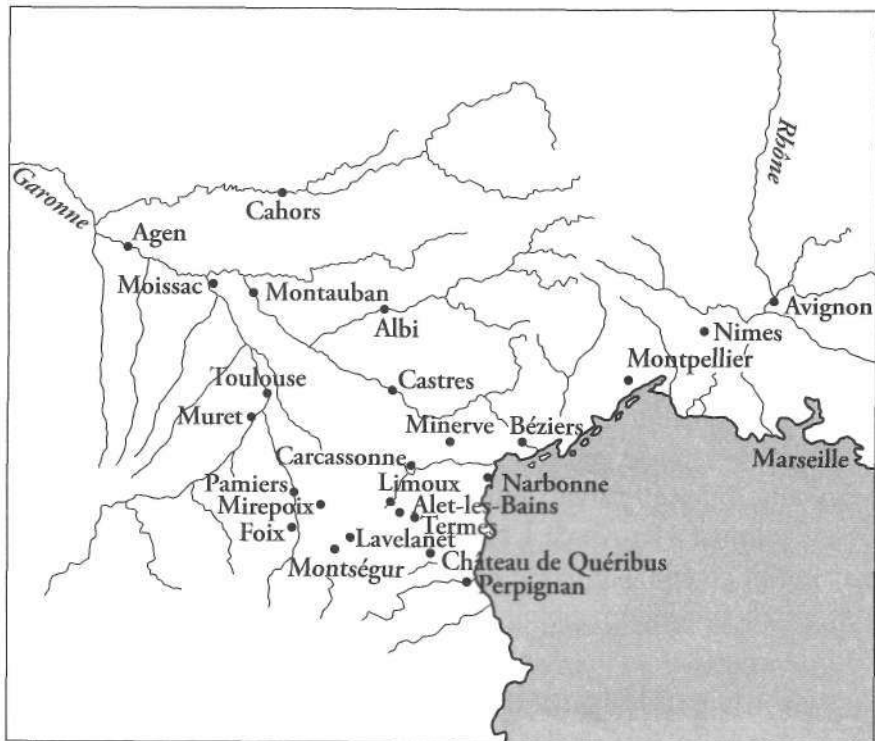 Rhône
Garonne
Cahors
Agen
Moissac
Montauban
Avignon
Albi
Nimes
Montpellier
Toulouse
Castres
Muret
Minerve
Béziers
Marseille
Carcassonne
Pamiers
Limoux
Narbonne
Mirepoix
Alet-les-Bains
Termes
Foix
Lavelanet
Montségur
Château de Quéribus
Perpignan